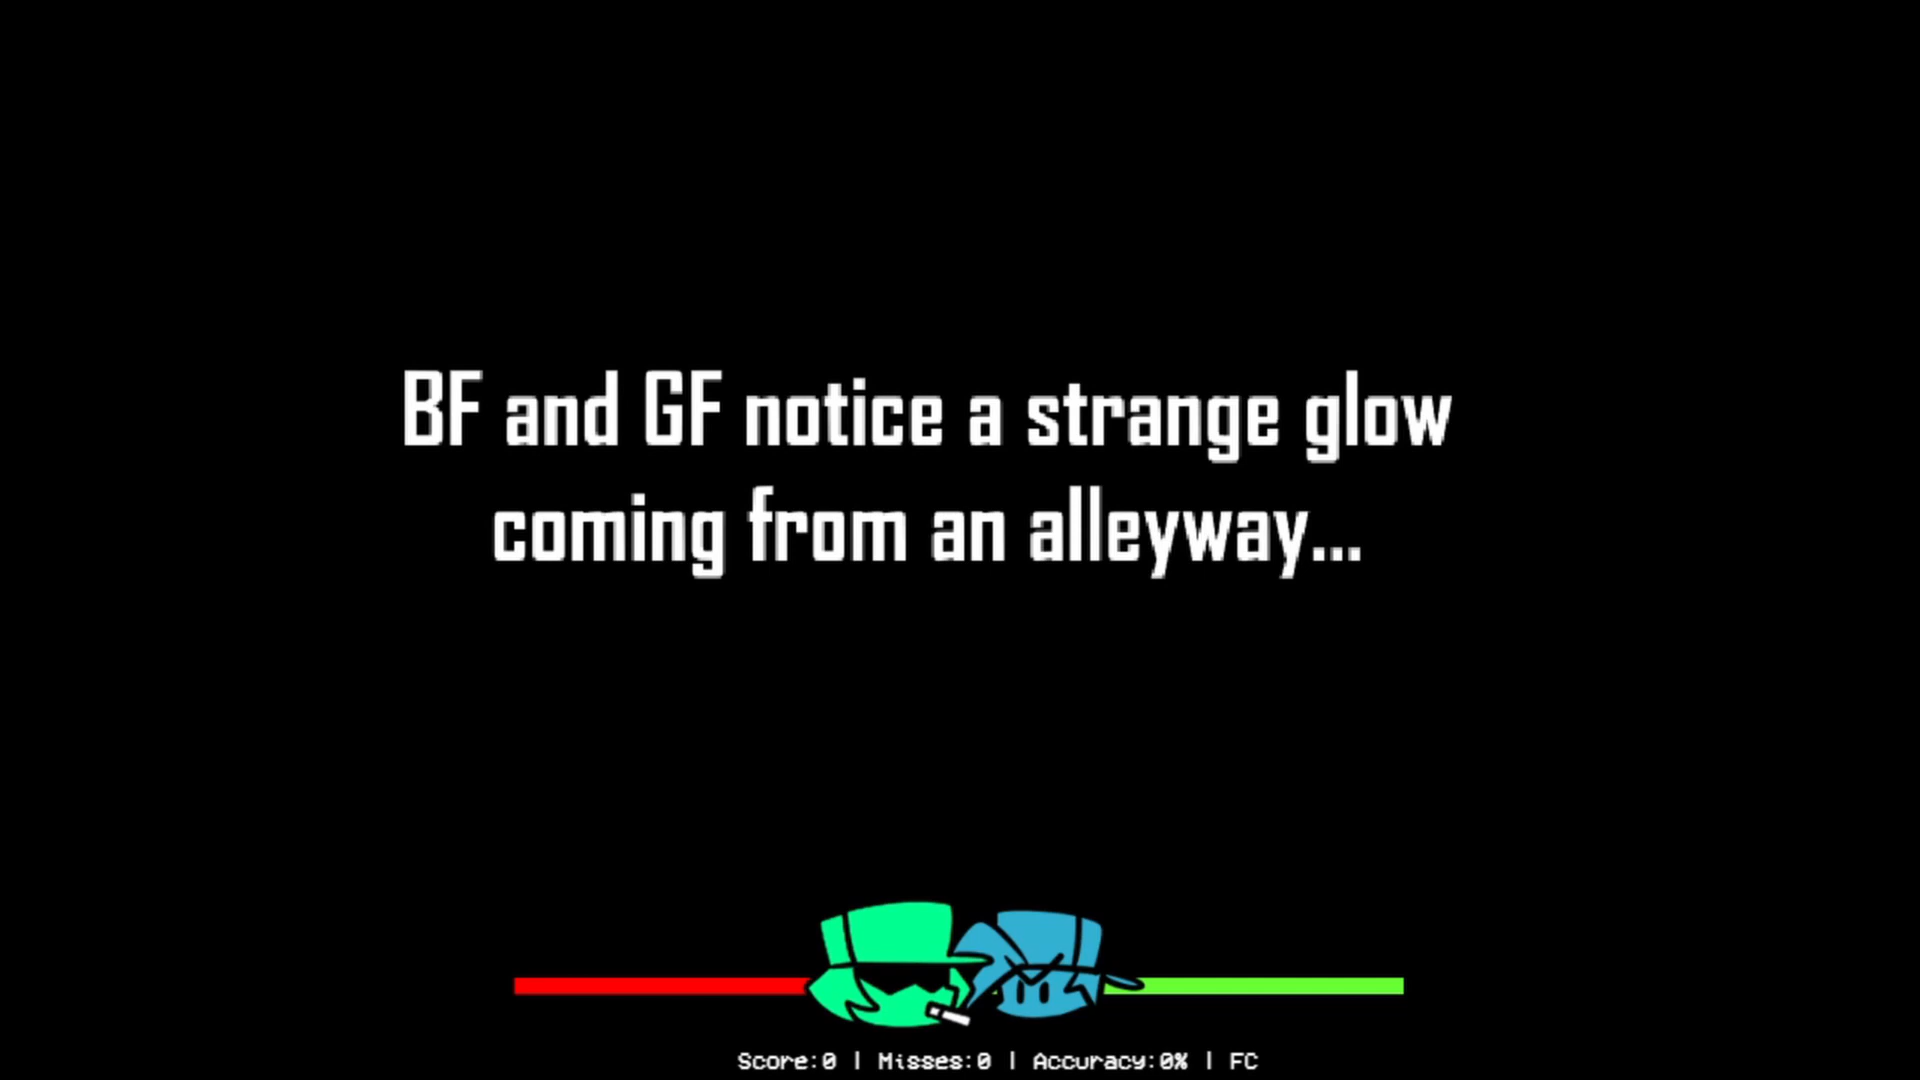 BF and GF notice a strange glow
coming from an alleyway...
Score:0 | Misses:0 | Accuracy:0% | FC